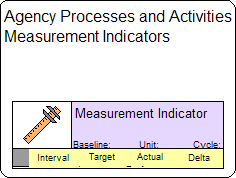 Agency Processes and Activities
Measurement Indicators
Measurement Indicator
Baseline: Unit: Cycle:
Interval Target Actual Delta